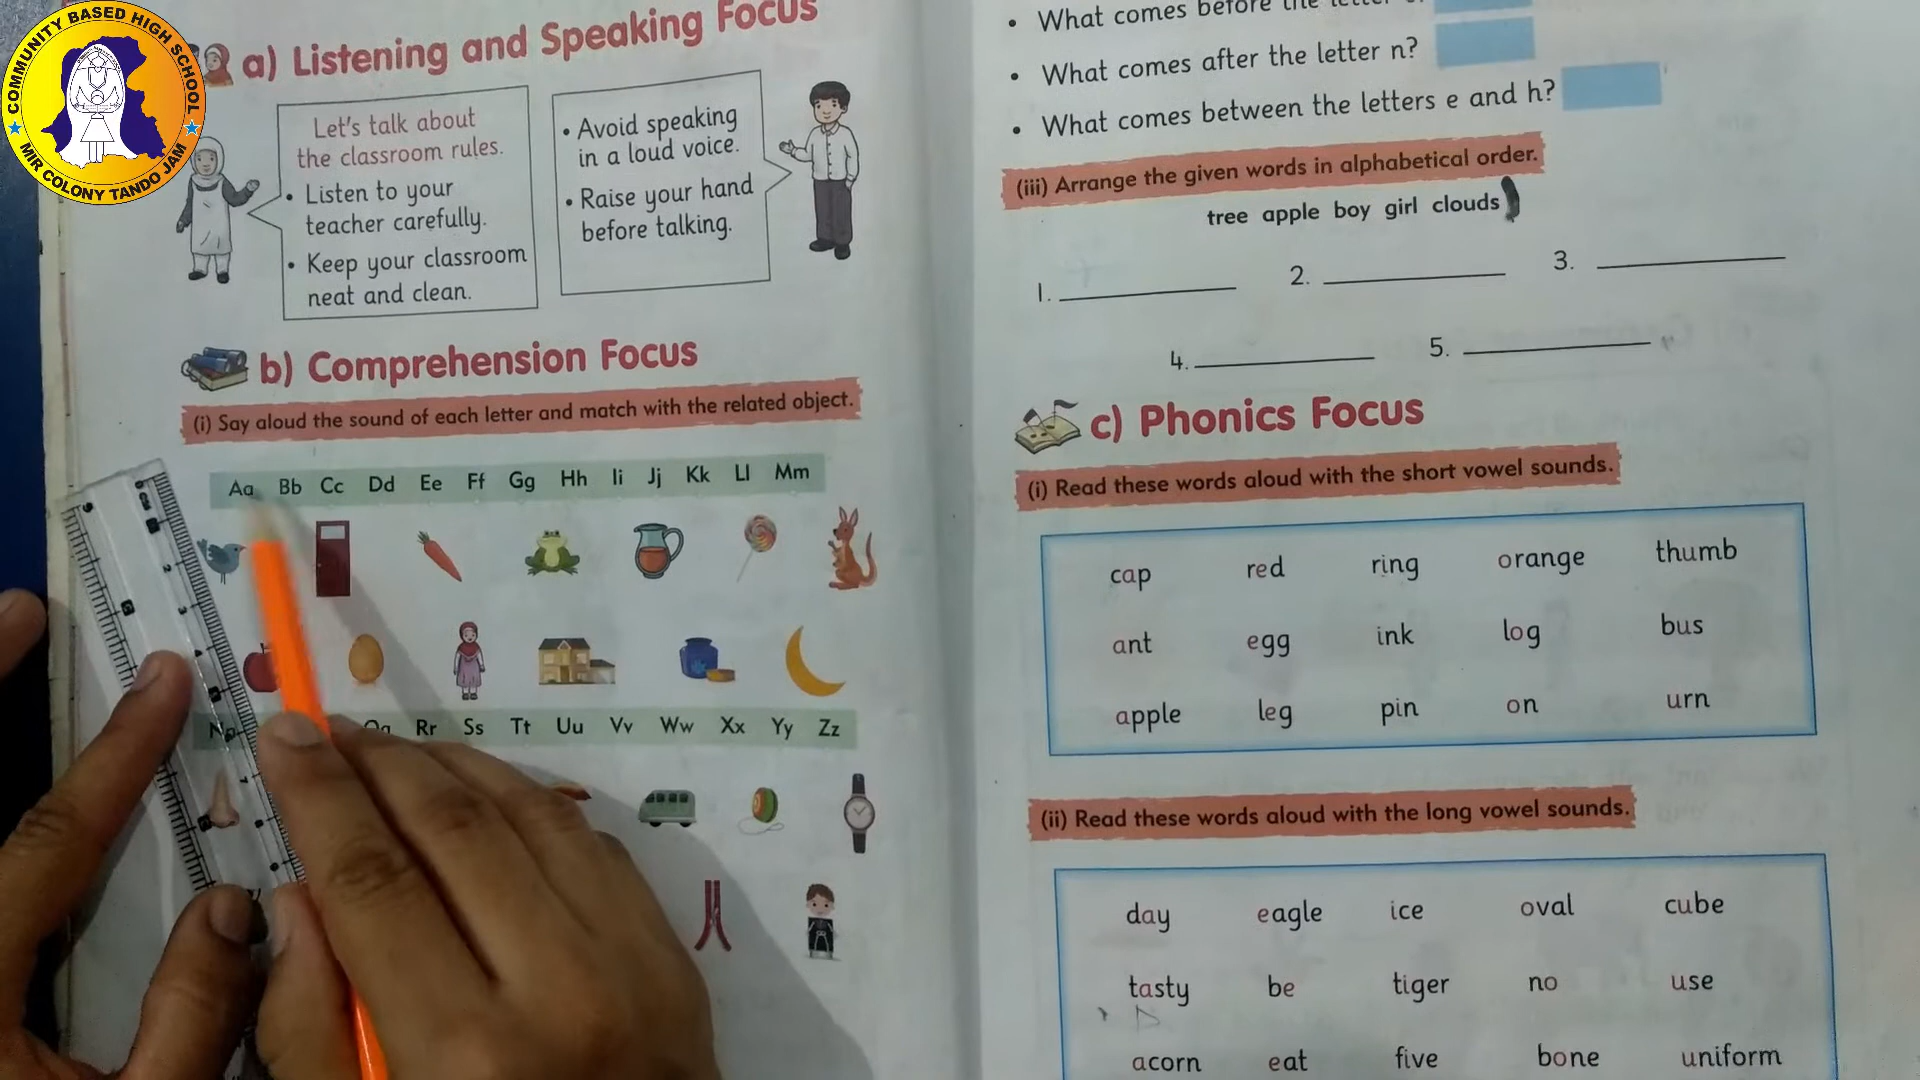 COMMUNITY BASED HIGH SCHOOL
MIR COLONY TANDO JAM
a) Listening and Speaking Focus
Let's talk about
the classroom rules.
• Listen to your
teacher carefully.
• Keep your classroom
neat and clean.
• Avoid speaking
in a loud voice.
• Raise your hand
before talking.
b) Comprehension Focus
(i) Say aloud the sound of each letter and match with the related object.
Aa Bb Cc Dd Ee Ff Gg Hh Ii Jj Kk Ll Mm
Rr Ss Tt Uu Vv Ww Xx Yy Zz
• What comes before the letter
• What comes after the letter n?
• What comes between the letters e and h?
(iii) Arrange the given words in alphabetical order.
tree apple boy girl clouds
1. 2. 3.
4. 5.
c) Phonics Focus
(i) Read these words aloud with the short vowel sounds.
cap red ring orange thumb
ant egg ink log bus
apple leg pin on urn
(ii) Read these words aloud with the long vowel sounds.
day eagle ice oval cube
tasty be tiger no use
acorn eat five bone uniform